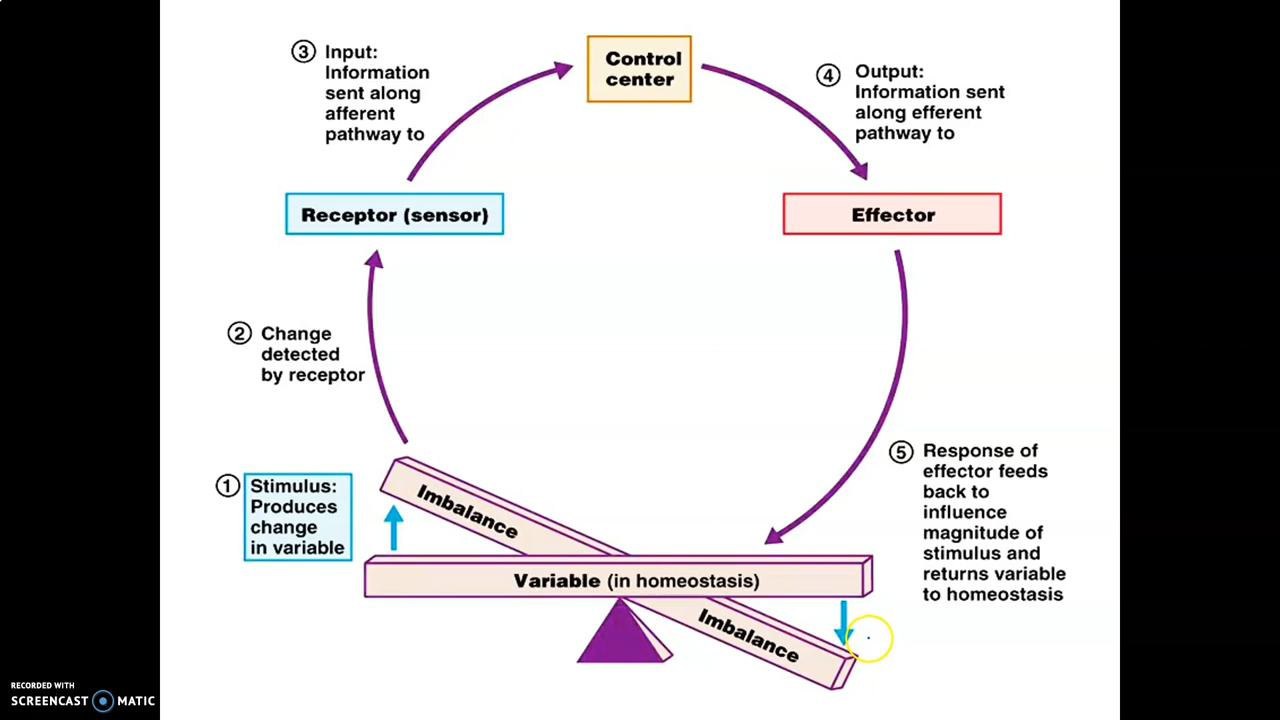 Control
center
3 Input:
Information
sent along
afferent
pathway to
4 Output:
Information sent
along efferent
pathway to
Receptor (sensor)
Effector
2 Change
detected
by receptor
1 Stimulus:
Produces
change
in variable
Imbalance
Variable (in homeostasis)
Imbalance
5 Response of
effector feeds
back to
influence
magnitude of
stimulus and
returns variable
to homeostasis
RECORDED WITH
SCREENCAST MATIC